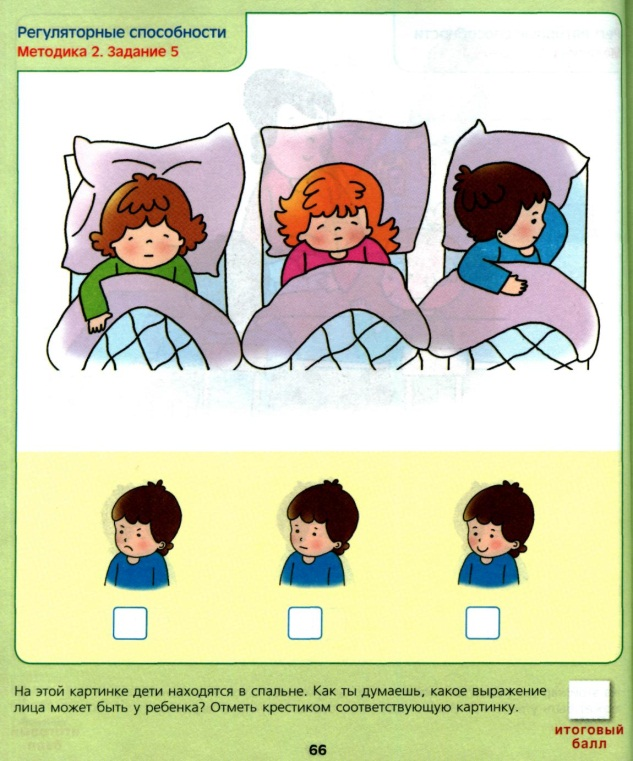 Регуляторные способности
Методика 2. Задание 5
На этой картинке дети находятся в спальне. Как ты думаешь, какое выражение
лица может быть у ребенка? Отметь крестиком соответствующую картинку.
итоговый
балл
66